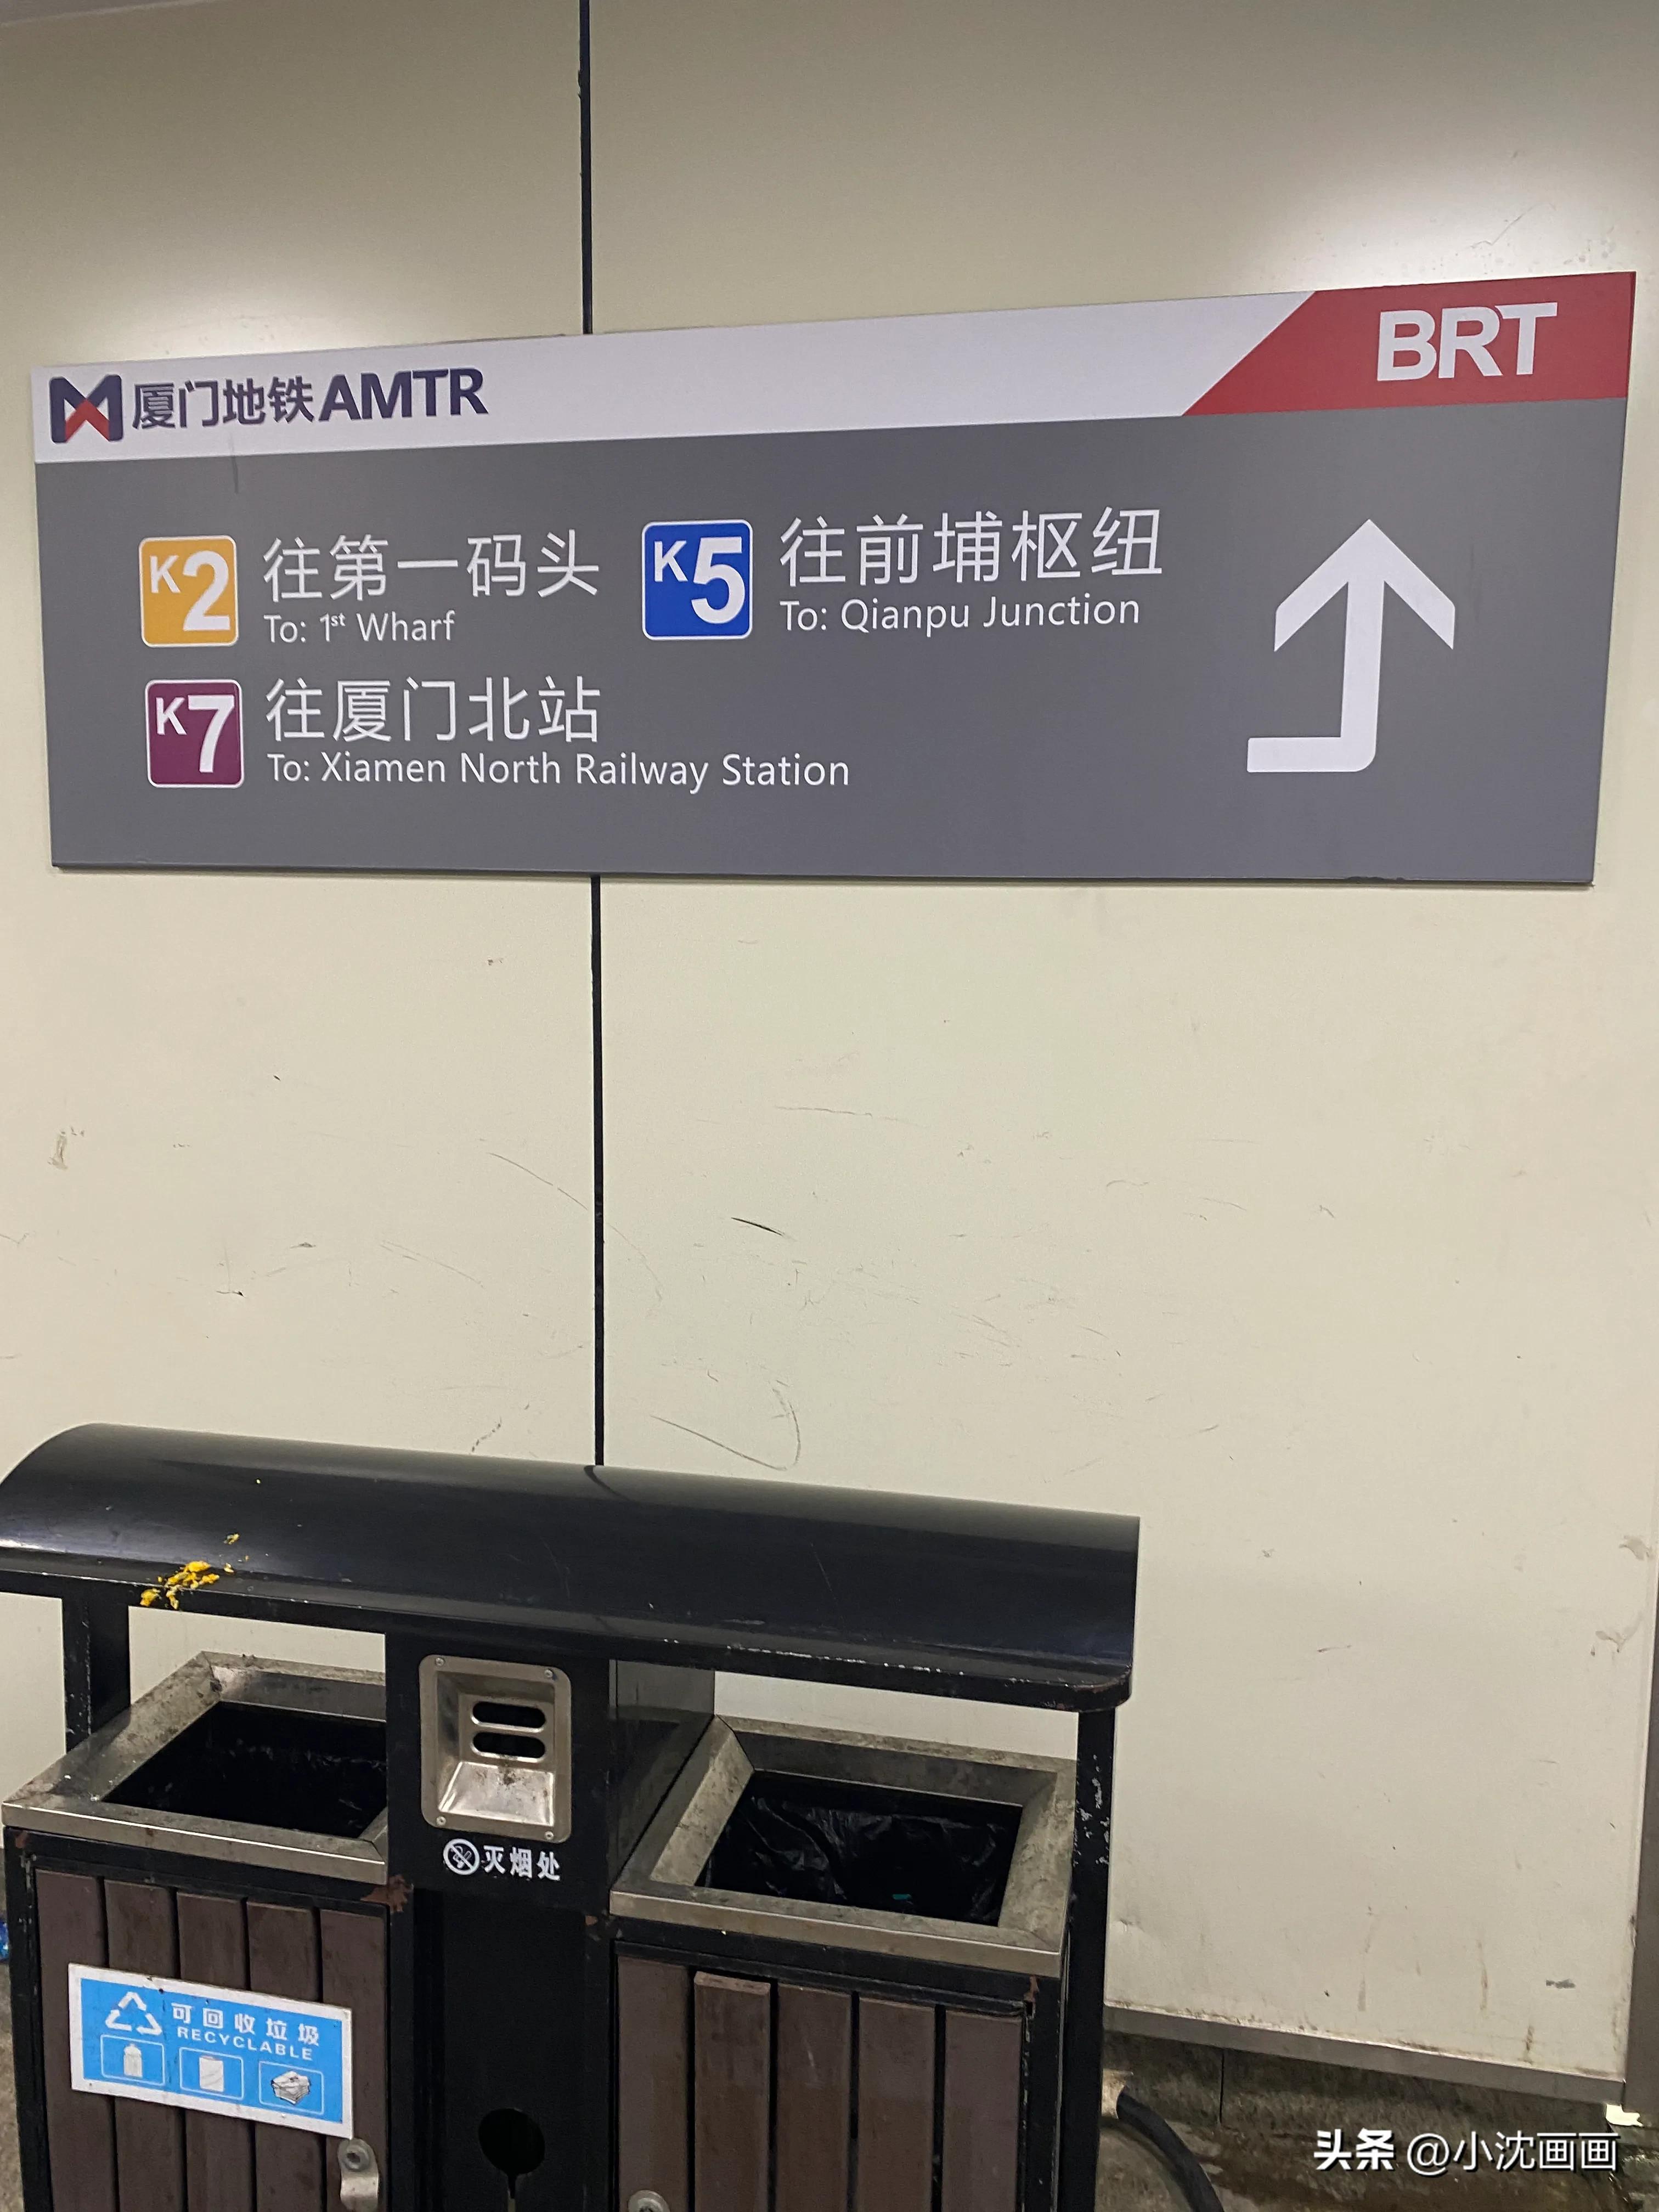 厦门地铁AMTR
BRT
K2 往第一码头
To: 1st Wharf
K5 往前埔枢纽
To: Qianpu Junction
K7 往厦门北站
To: Xiamen North Railway Station
灭烟处
可回收垃圾
RECYCLABLE
头条 @小沈画画